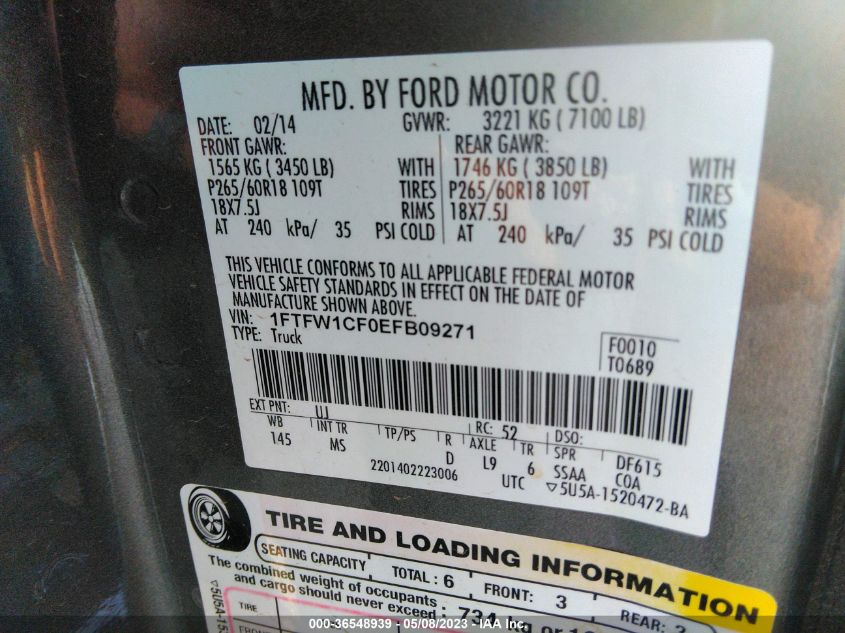 MFD. BY FORD MOTOR CO.
DATE: 02/14 GVWR: 3221 KG ( 7100 LB)
FRONT GAWR: REAR GAWR:
1565 KG ( 3450 LB) WITH 1746 KG ( 3850 LB) WITH
P265/60R18 109T TIRES P265/60R18 109T TIRES
18X7.5J RIMS 18X7.5J RIMS
AT 240 kPa/ 35 PSI COLD AT 240 kPa/ 35 PSI COLD
THIS VEHICLE CONFORMS TO ALL APPLICABLE FEDERAL MOTOR
VEHICLE SAFETY STANDARDS IN EFFECT ON THE DATE OF
MANUFACTURE SHOWN ABOVE.
VIN: 1FTFW1CF0EFB09271
TYPE: Truck
F0010
T0689
EXT PNT: UJ RC: 52 DSO:
WB INT TR TP/PS R AXLE TR SPR DF615
145 MS D L9 6 SSAA COA
2201402223006 UTC ▽5U5A-1520472-BA
TIRE AND LOADING INFORMATION
SEATING CAPACITY TOTAL: 6 FRONT: 3 REAR:
The combined weight of occupants
and cargo should never exceed : 734 kg or
▽5U5A-15
TIRE
000-36548939 - 05/08/2023 - IAA Inc.